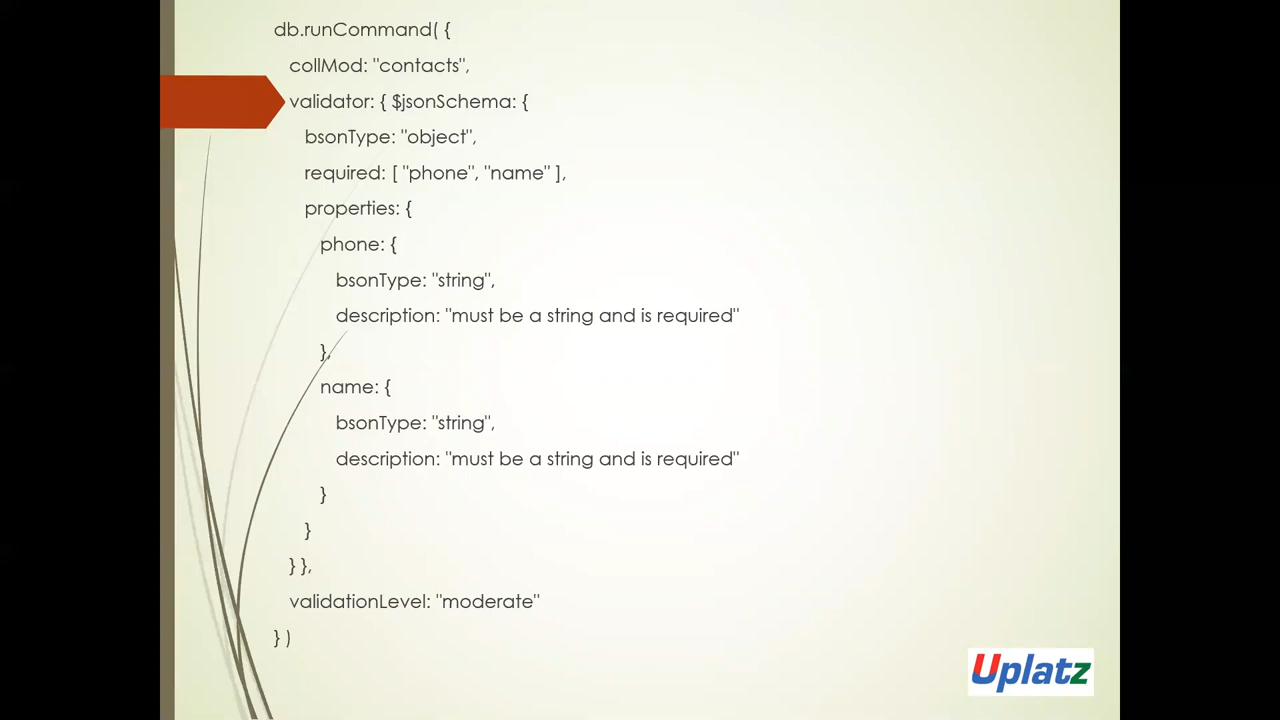 db.runCommand( {
collMod: "contacts",
validator: { $jsonSchema: {
bsonType: "object",
required: [ "phone", "name" ],
properties: {
phone: {
bsonType: "string",
description: "must be a string and is required"
},
name: {
bsonType: "string",
description: "must be a string and is required"
}
}
} },
validationLevel: "moderate"
} )
Uplatz